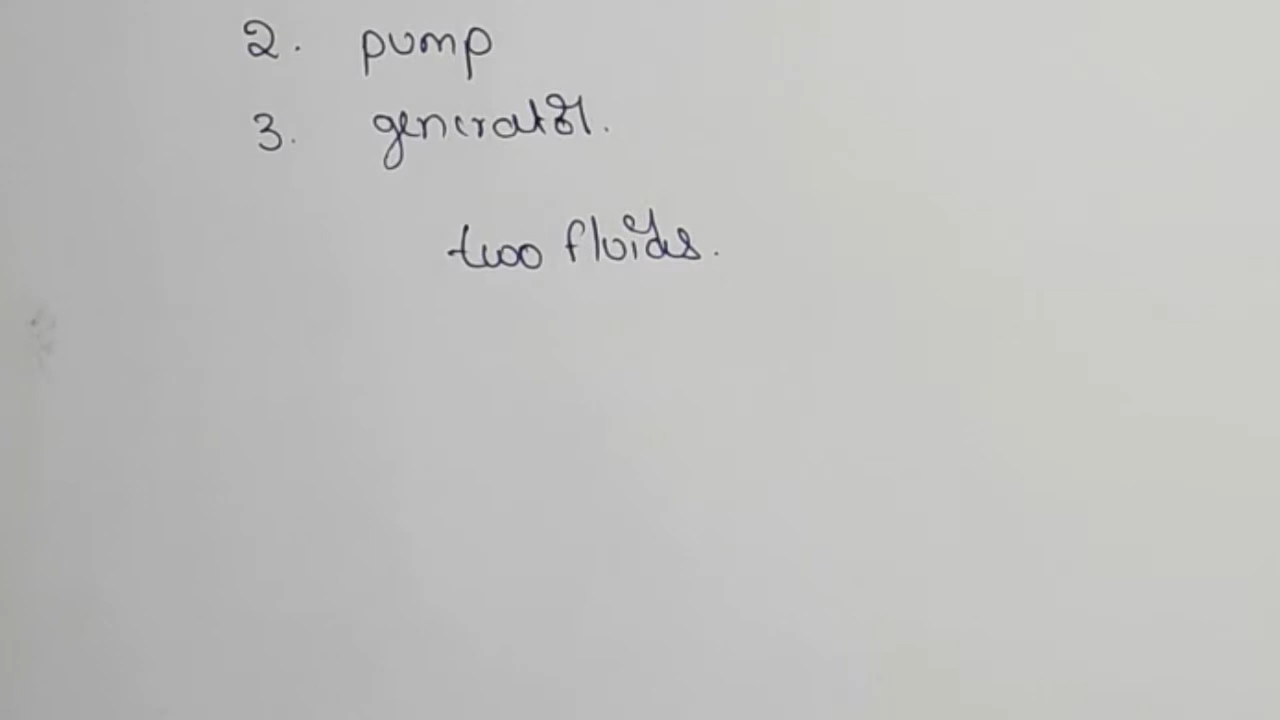 2. pump
3. generator.
two fluids.